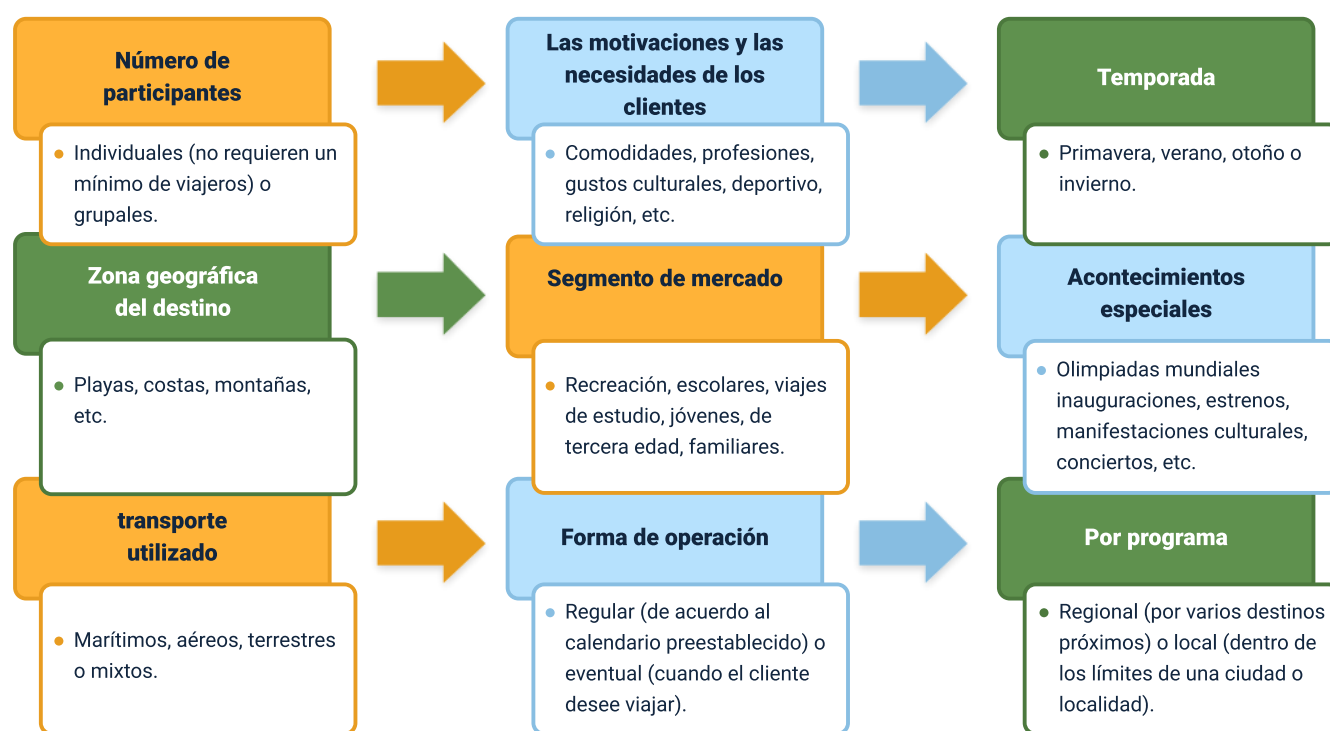 Número de
participantes
Individuales (no requieren un
mínimo de viajeros) o
grupales.
Las motivaciones y las
necesidades de los
clientes
Comodidades, profesiones,
gustos culturales, deportivo,
religión, etc.
Temporada
Primavera, verano, otoño o
invierno.
Zona geográfica
del destino
Playas, costas, montañas,
etc.
Segmento de mercado
Recreación, escolares, viajes
de estudio, jóvenes, de
tercera edad, familiares.
Acontecimientos
especiales
Olimpiadas mundiales
inauguraciones, estrenos,
manifestaciones culturales,
conciertos, etc.
transporte
utilizado
Marítimos, aéreos, terrestres
o mixtos.
Forma de operación
Regular (de acuerdo al
calendario preestablecido) o
eventual (cuando el cliente
desee viajar).
Por programa
Regional (por varios destinos
próximos) o local (dentro de
los límites de una ciudad o
localidad).